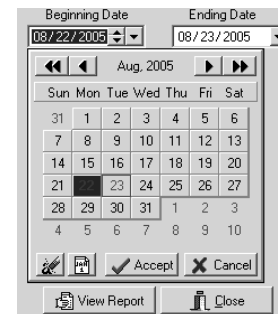 Beginning Date Ending Date
08/22/2005 08/23/2005
Aug, 2005
Sun Mon Tue Wed Thu Fri Sat
31 1 2 3 4 5 6
7 8 9 10 11 12 13
14 15 16 17 18 19 20
21 22 23 24 25 26 27
28 29 30 31 1 2 3
4 5 6 7 8 9 10
Accept Cancel
View Report Close